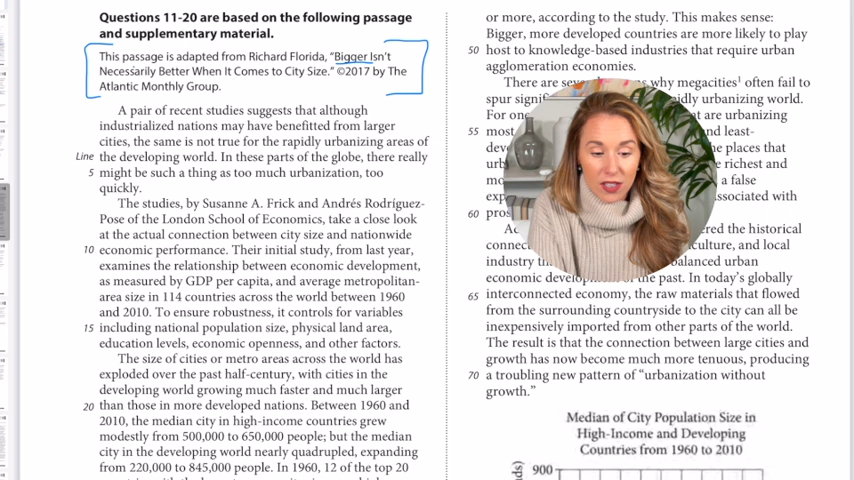 Questions 11-20 are based on the following passage
and supplementary material.
This passage is adapted from Richard Florida, “Bigger Isn’t
Necessarily Better When It Comes to City Size.” ©2017 by The
Atlantic Monthly Group.
A pair of recent studies suggests that although
industrialized nations may have benefitted from larger
cities, the same is not true for the rapidly urbanizing areas of
Line the developing world. In these parts of the globe, there really
5 might be such a thing as too much urbanization, too
quickly.
The studies, by Susanne A. Frick and Andrés Rodríguez-
Pose of the London School of Economics, take a close look
at the actual connection between city size and nationwide
10 economic performance. Their initial study, from last year,
examines the relationship between economic development,
as measured by GDP per capita, and average metropolitan-
area size in 114 countries across the world between 1960
and 2010. To ensure robustness, it controls for variables
15 including national population size, physical land area,
education levels, economic openness, and other factors.
The size of cities or metro areas across the world has
exploded over the past half-century, with cities in the
developing world growing much faster and much larger
20 than those in more developed nations. Between 1960 and
2010, the median city in high-income countries grew
modestly from 500,000 to 650,000 people; but the median
city in the developing world nearly quadrupled, expanding
from 220,000 to 845,000 people. In 1960, 12 of the top 20
or more, according to the study. This makes sense:
Bigger, more developed countries are more likely to play
50 host to knowledge-based industries that require urban
agglomeration economies.
There are why megacities¹ often fail to
spur urbanizing world.
For one are urbanizing
55 most and least-
the places that
richest and
a false
associated with
60
the historical
and local
industry balanced urban
economic the past. In today’s globally
65 interconnected economy, the raw materials that flowed
from the surrounding countryside to the city can all be
inexpensively imported from other parts of the world.
The result is that the connection between large cities and
growth has now become much more tenuous, producing
70 a troubling new pattern of “urbanization without
growth.”
Median of City Population Size in
High-Income and Developing
Countries from 1960 to 2010
900